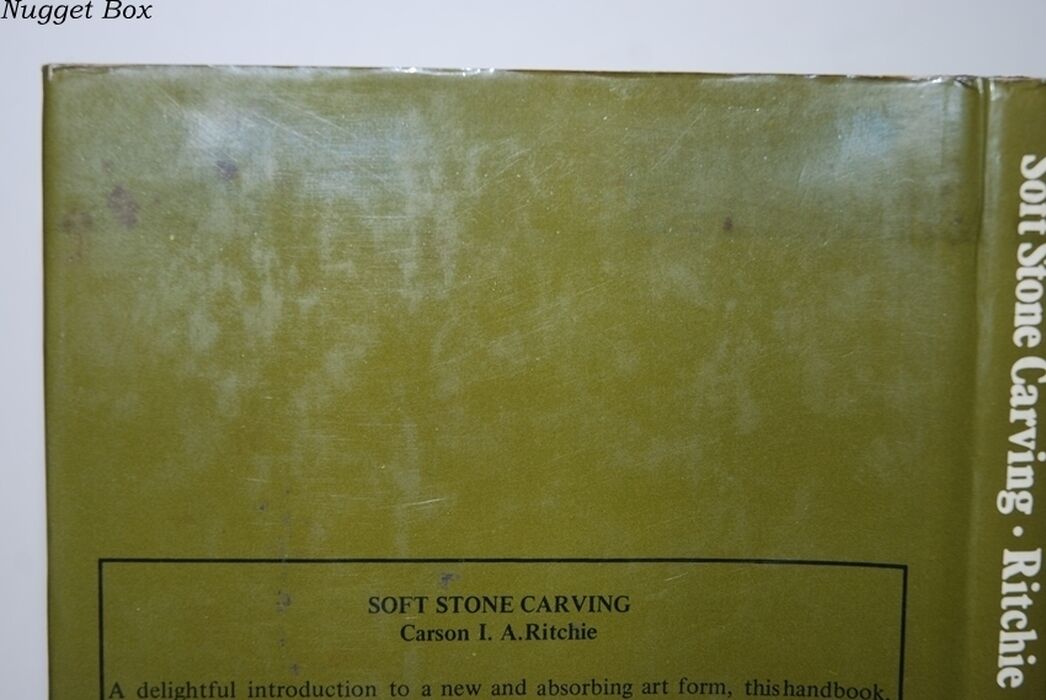 Nugget Box
Soft Stone Carving · Ritchie
SOFT STONE CARVING
Carson I. A.Ritchie
A delightful introduction to a new and absorbing art form, this handbook,